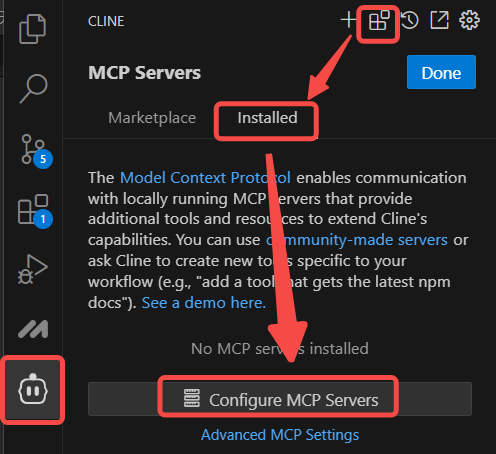 CLINE
MCP Servers
Done
Marketplace
Installed
The Model Context Protocol enables communication
with locally running MCP servers that provide
additional tools and resources to extend Cline's
capabilities. You can use community-made servers or
ask Cline to create new tools specific to your
workflow (e.g., "add a tool that gets the latest npm
docs"). See a demo here.
5
1
No MCP servers installed
Configure MCP Servers
Advanced MCP Settings